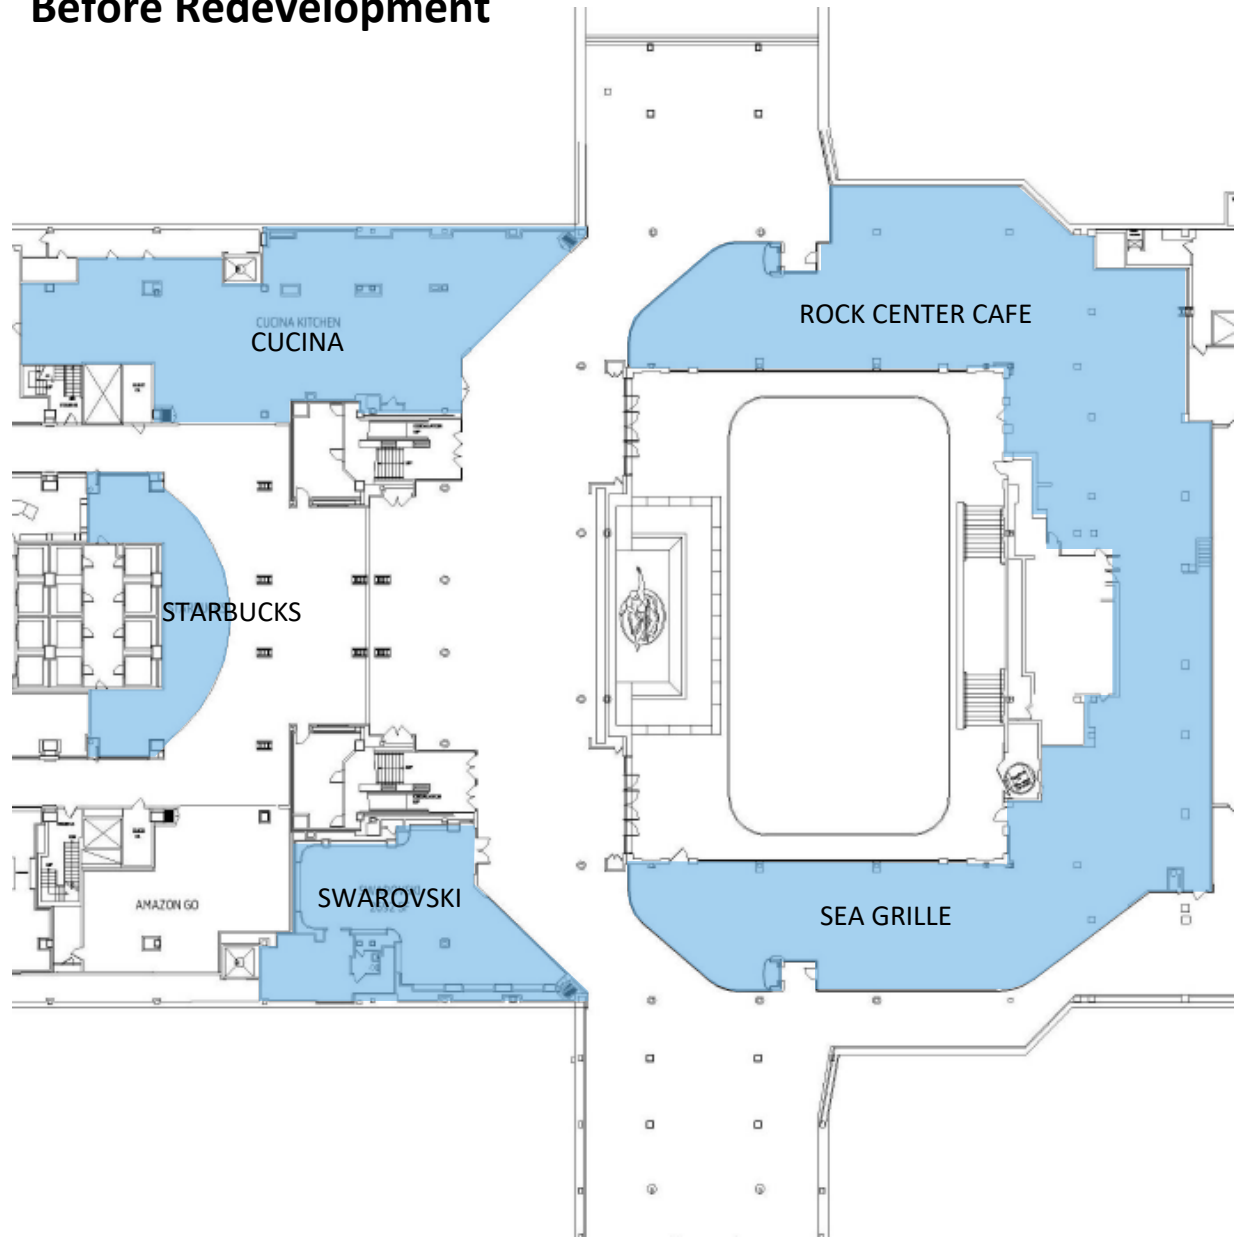 Before Redevelopment
ROCK CENTER CAFE
CUCINA KITCHEN
CUCINA
STARBUCKS
SWAROVSKI
AMAZON GO
SEA GRILLE